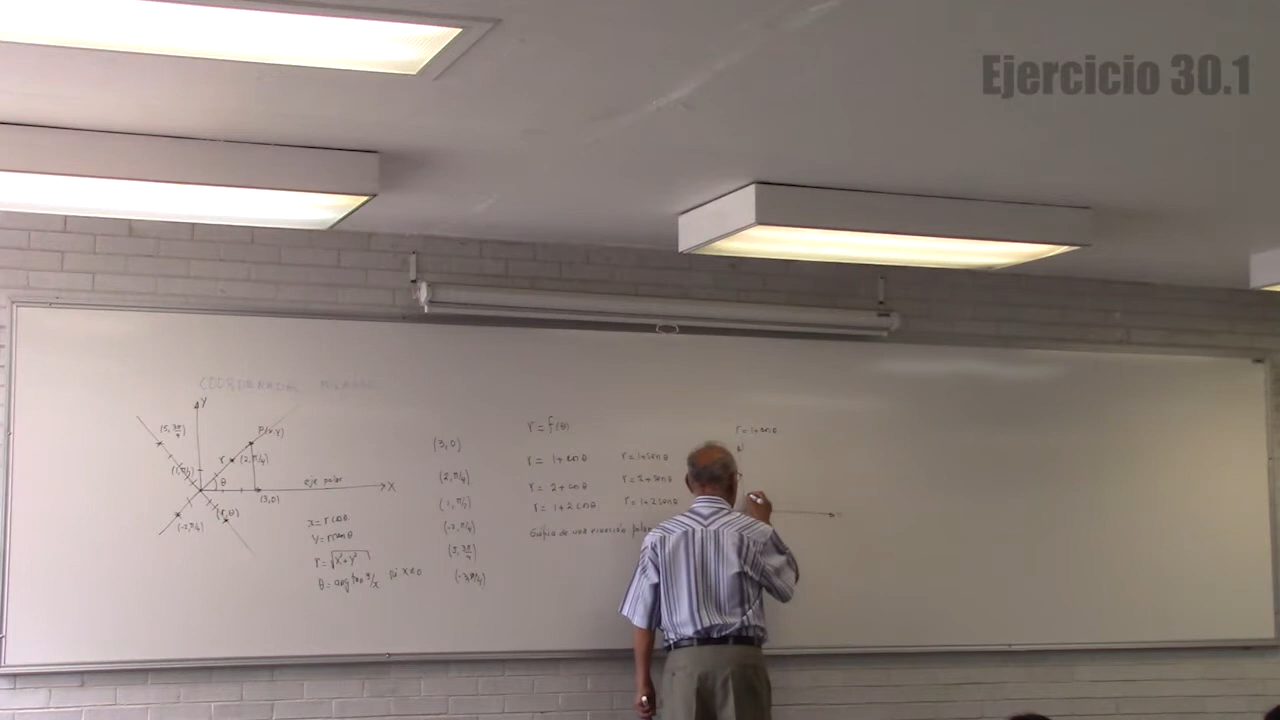 Ejercicio 30.1
COORDENADAS POLARES
Y
(5, 3π/4)
P(x,Y)
r
(2, π/4)
(1, π/4)
θ
eje polar
X
(3,0)
(r,θ)
(-2, π/4)
x = r cos θ
Y = r sen θ
r = √x²+y²
θ = ang tan y/x si x≠0
(3, 0)
(2, π/4)
(1, π/4)
(-2, π/4)
(5, 3π/4)
r = f(θ)
r = 1 + cos θ
r = 2 + cos θ
r = 1 + 2 cos θ
r = 1 + sen θ
r = 2 + sen θ
r = 1 + 2 sen θ
Gráfica de una ecuación polar